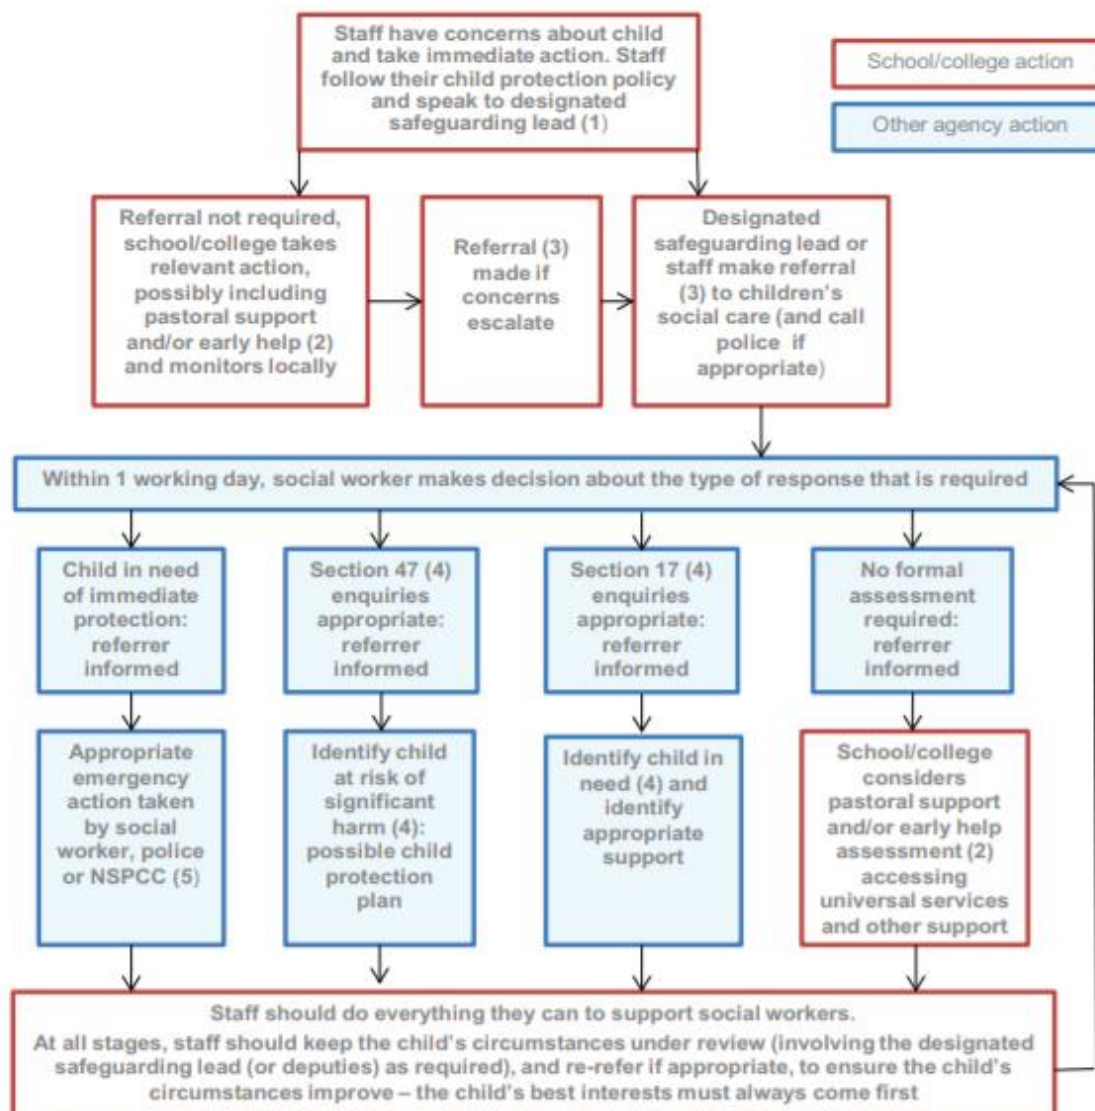 Staff have concerns about child
and take immediate action. Staff
follow their child protection policy
and speak to designated
safeguarding lead (1)
School/college action
Other agency action
Referral not required,
school/college takes
relevant action,
possibly including
pastoral support
and/or early help (2)
and monitors locally
Referral (3)
made if
concerns
escalate
Designated
safeguarding lead or
staff make referral
(3) to children's
social care (and call
police if
appropriate)
Within 1 working day, social worker makes decision about the type of response that is required
Child in need
of immediate
protection:
referrer
informed
Section 47 (4)
enquiries
appropriate:
referrer
informed
Section 17 (4)
enquiries
appropriate:
referrer
informed
No formal
assessment
required:
referrer
informed
Appropriate
emergency
action taken
by social
worker, police
or NSPCC (5)
Identify child
at risk of
significant
harm (4):
possible child
protection
plan
Identify child in
need (4) and
identify
appropriate
support
School/college
considers
pastoral support
and/or early help
assessment (2)
accessing
universal services
and other support
Staff should do everything they can to support social workers.
At all stages, staff should keep the child's circumstances under review (involving the designated
safeguarding lead (or deputies) as required), and re-refer if appropriate, to ensure the child's
circumstances improve – the child's best interests must always come first